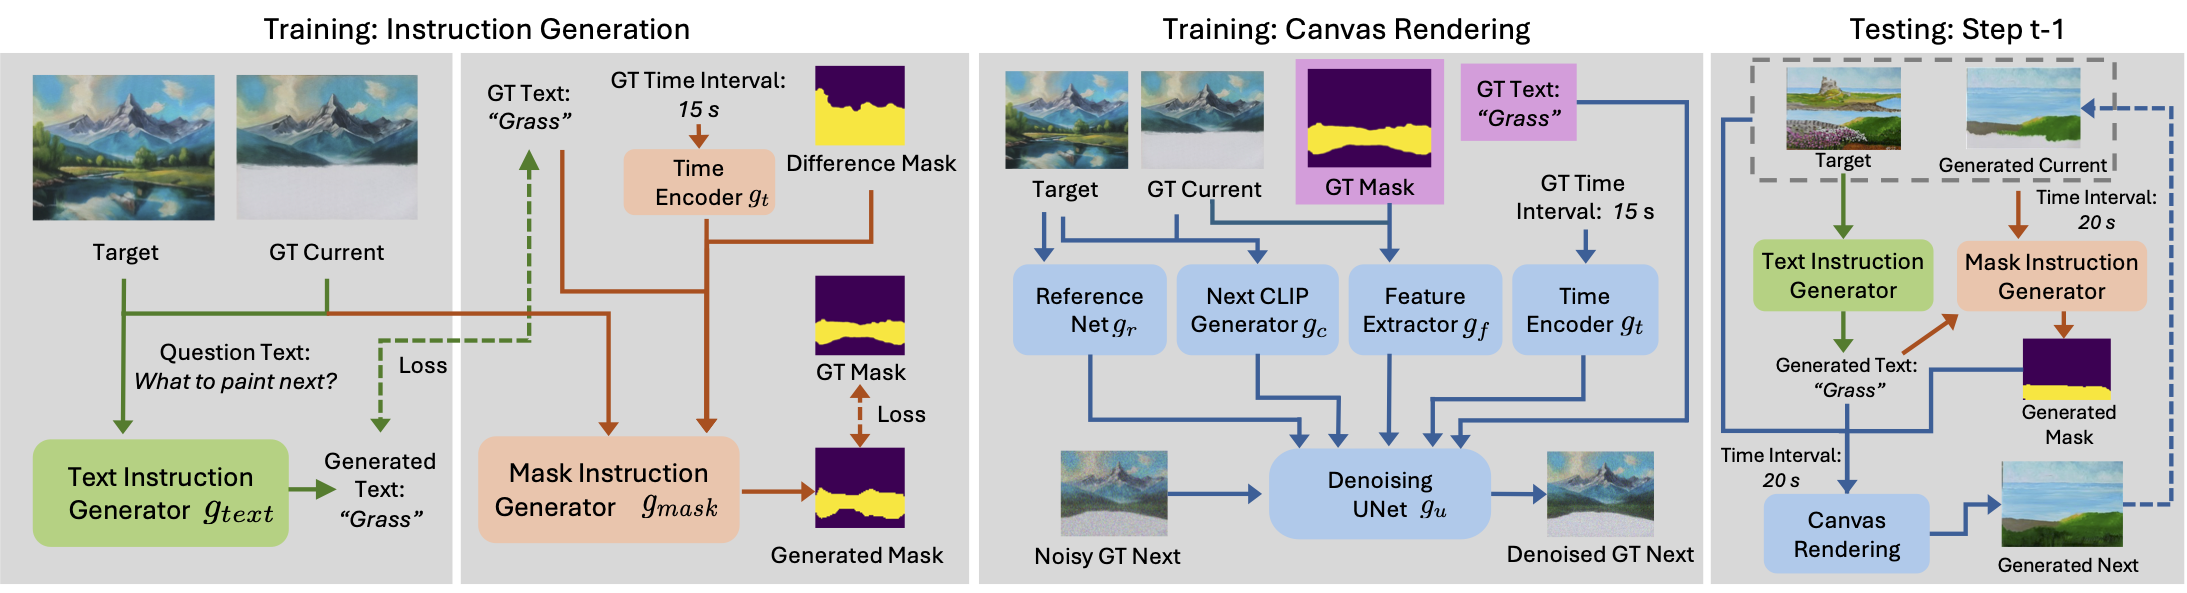 Training: Instruction Generation
Target
GT Current
Question Text:
What to paint next?
Loss
Text Instruction
Generator g_text
Generated
Text:
“Grass”
GT Text:
“Grass”
GT Time Interval:
15 s
Time
Encoder g_t
Difference Mask
GT Mask
Loss
Mask Instruction
Generator g_mask
Generated Mask
Training: Canvas Rendering
Target
GT Current
GT Mask
GT Text:
“Grass”
GT Time
Interval: 15 s
Reference
Net g_r
Next CLIP
Generator g_c
Feature
Extractor g_f
Time
Encoder g_t
Denoising
UNet g_u
Noisy GT Next
Denoised GT Next
Testing: Step t-1
Target
Generated Current
Time Interval:
20 s
Text Instruction
Generator
Mask Instruction
Generator
Generated Text:
“Grass”
Generated
Mask
Time Interval:
20 s
Canvas
Rendering
Generated Next